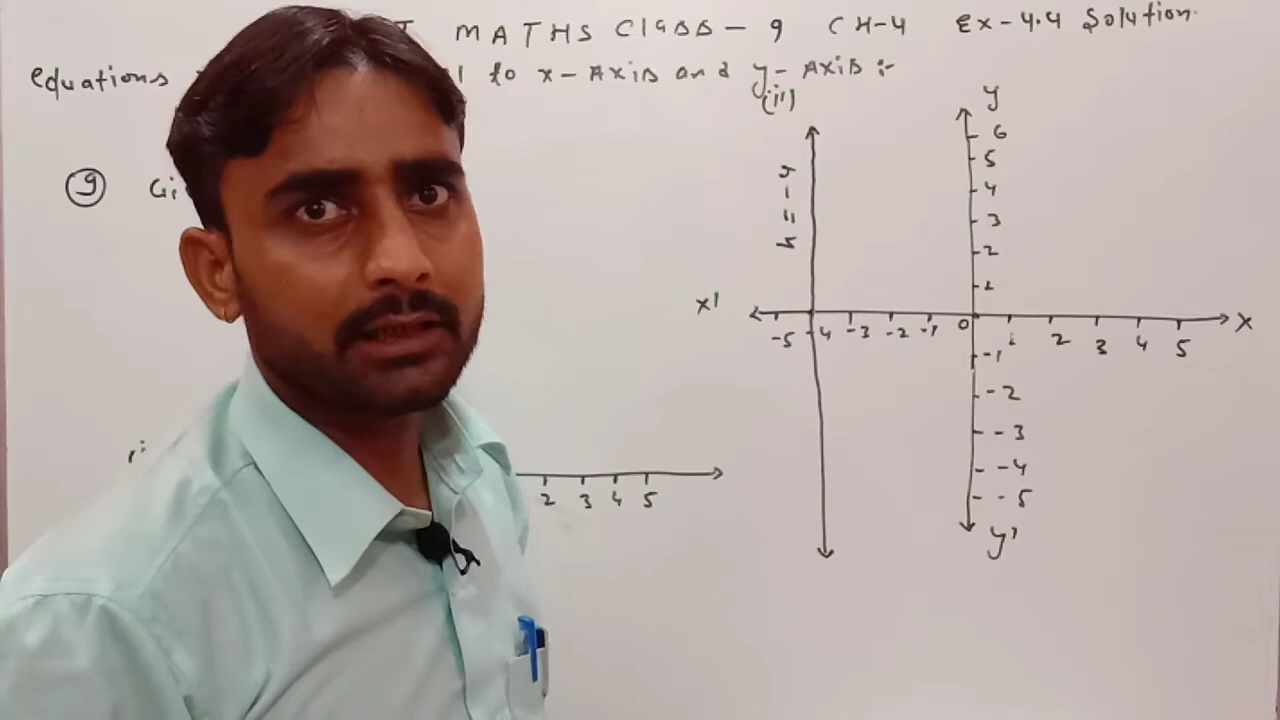 MATHS Class - 9 CH-4 Ex-4.4 Solution.
equations to x-Axis and y-Axis :-
(ii)
y
6
5
4
3
2
1
9 Gi
x = -4
x' -5 -4 -3 -2 -1 0 1 2 3 4 5 X
-1
-2
-3
-4
-5
y'
2 3 4 5